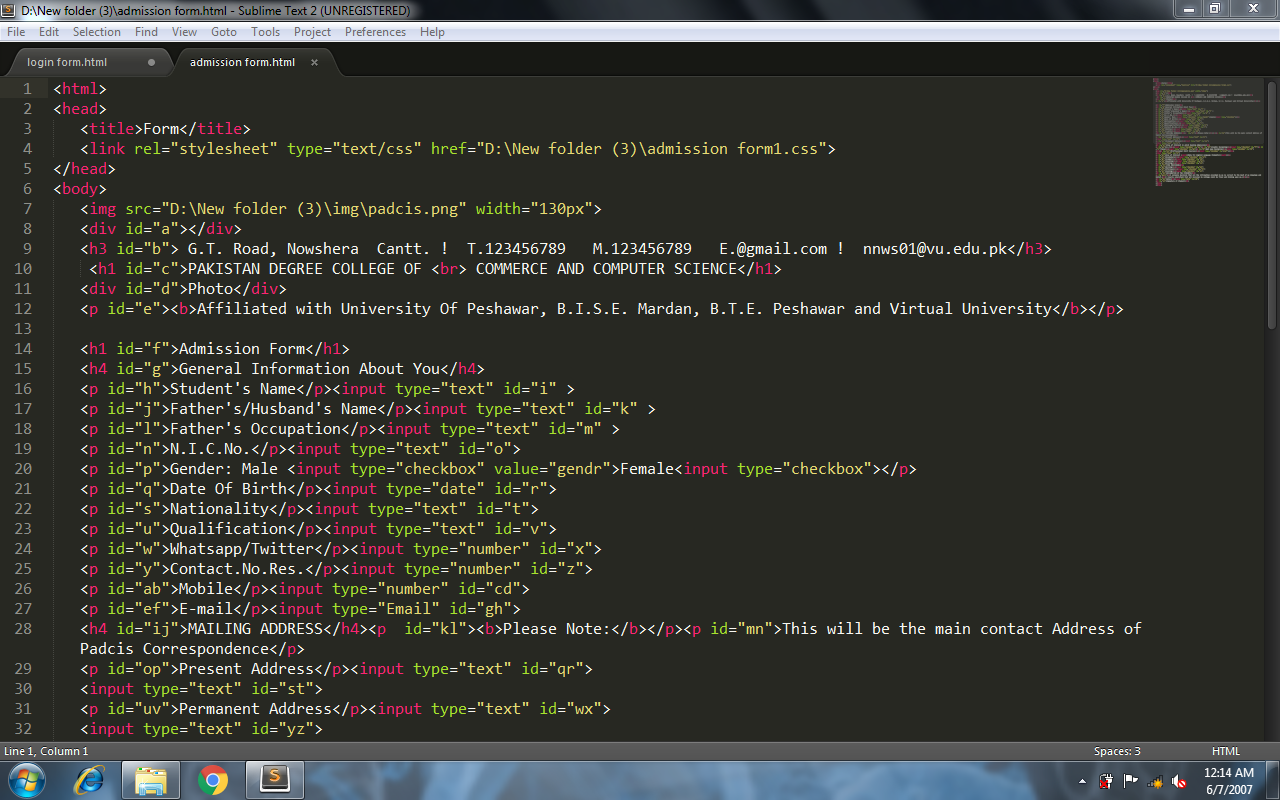 D:\New folder (3)\admission form.html - Sublime Text 2 (UNREGISTERED)
File Edit Selection Find View Goto Tools Project Preferences Help
login form.html admission form.html
1 <html>
2 <head>
3 <title>Form</title>
4 <link rel="stylesheet" type="text/css" href="D:\New folder (3)\admission form1.css">
5 </head>
6 <body>
7 <img src="D:\New folder (3)\img\padcis.png" width="130px">
8 <div id="a"></div>
9 <h3 id="b"> G.T. Road, Nowshera  Cantt. !  T.123456789   M.123456789   E.@gmail.com !  nnws01@vu.edu.pk</h3>
10 <h1 id="c">PAKISTAN DEGREE COLLEGE OF <br> COMMERCE AND COMPUTER SCIENCE</h1>
11 <div id="d">Photo</div>
12 <p id="e"><b>Affiliated with University Of Peshawar, B.I.S.E. Mardan, B.T.E. Peshawar and Virtual University</b></p>
13
14 <h1 id="f">Admission Form</h1>
15 <h4 id="g">General Information About You</h4>
16 <p id="h">Student's Name</p><input type="text" id="i" >
17 <p id="j">Father's/Husband's Name</p><input type="text" id="k" >
18 <p id="l">Father's Occupation</p><input type="text" id="m" >
19 <p id="n">N.I.C.No.</p><input type="text" id="o">
20 <p id="p">Gender: Male <input type="checkbox" value="gendr">Female<input type="checkbox"></p>
21 <p id="q">Date Of Birth</p><input type="date" id="r">
22 <p id="s">Nationality</p><input type="text" id="t">
23 <p id="u">Qualification</p><input type="text" id="v">
24 <p id="w">Whatsapp/Twitter</p><input type="number" id="x">
25 <p id="y">Contact.No.Res.</p><input type="number" id="z">
26 <p id="ab">Mobile</p><input type="number" id="cd">
27 <p id="ef">E-mail</p><input type="Email" id="gh">
28 <h4 id="ij">MAILING ADDRESS</h4><p  id="kl"><b>Please Note:</b></p><p id="mn">This will be the main contact Address of
Padcis Correspondence</p>
29 <p id="op">Present Address</p><input type="text" id="qr">
30 <input type="text" id="st">
31 <p id="uv">Permanent Address</p><input type="text" id="wx">
32 <input type="text" id="yz">
Line 1, Column 1 Spaces: 3 HTML
12:14 AM
6/7/2007